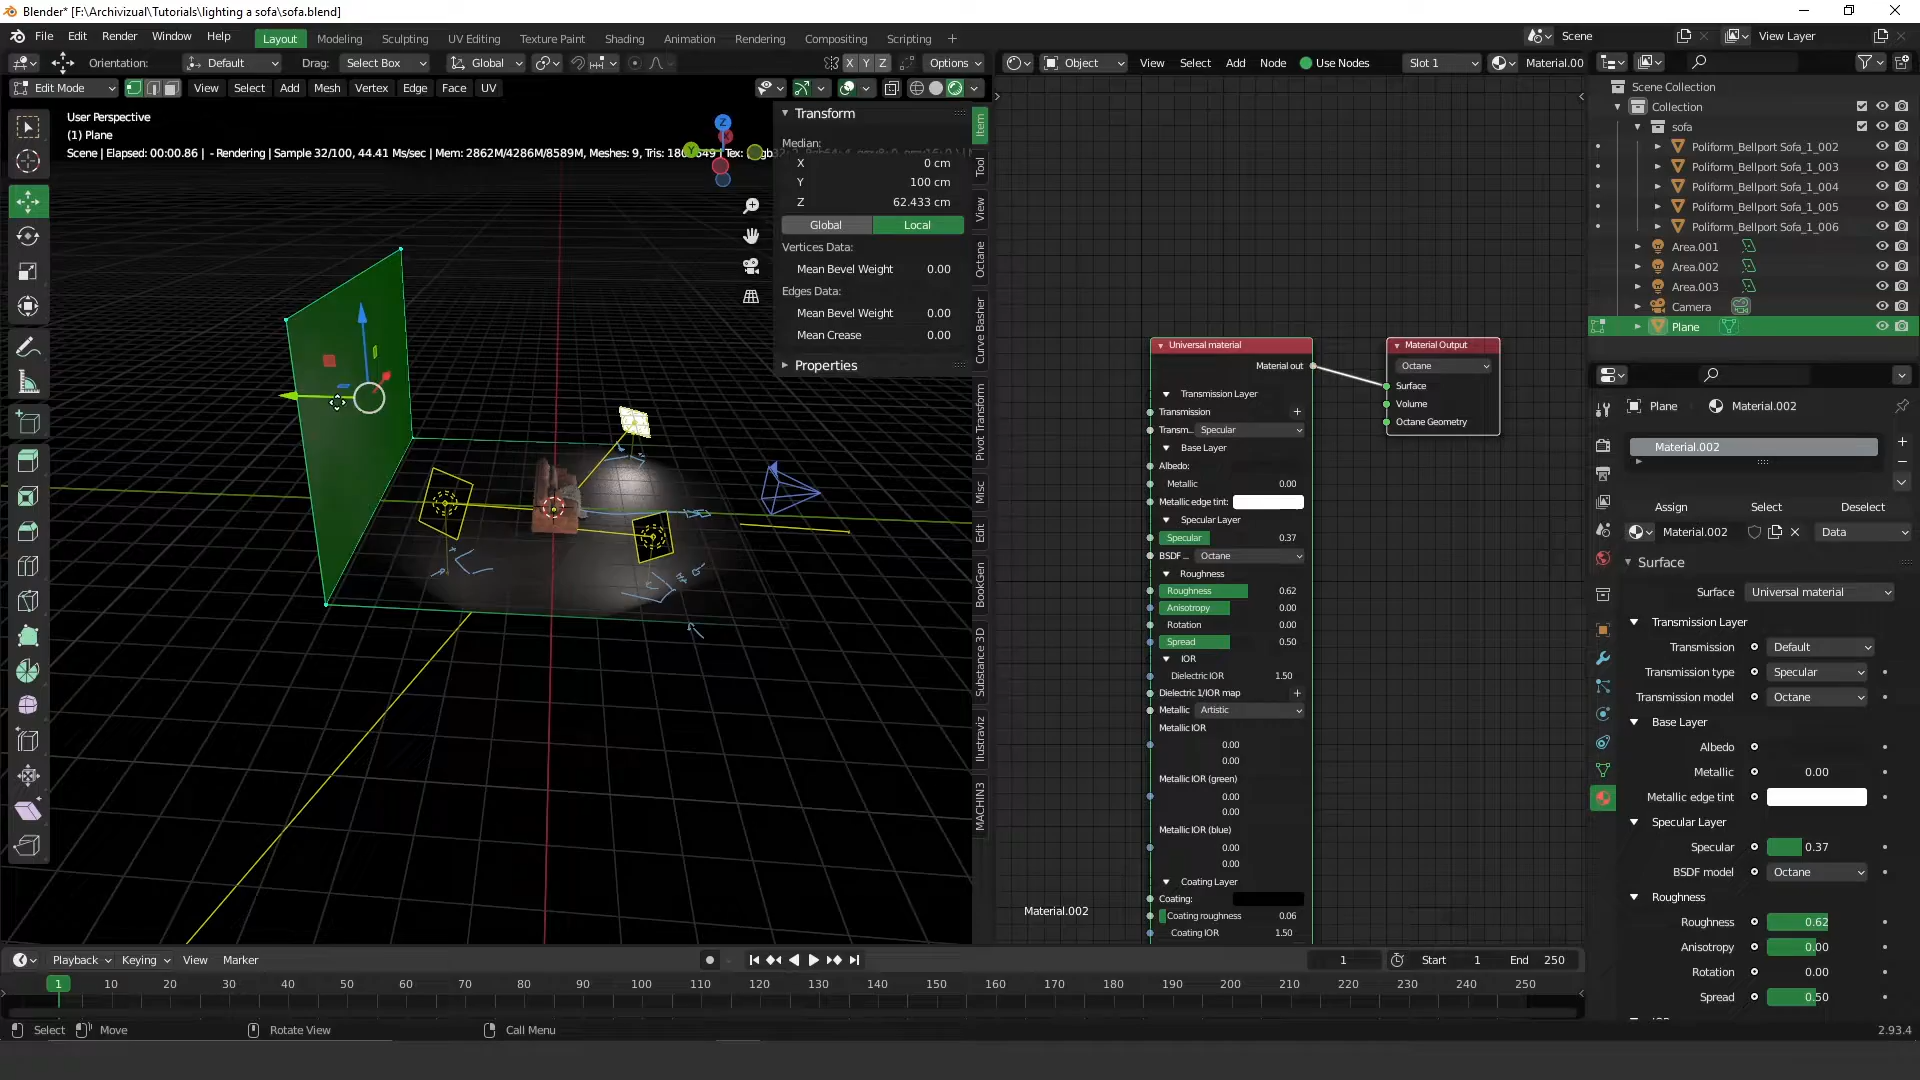 Blender* [F:\Archivizual\Tutorials\lighting a sofa\sofa.blend]
File Edit Render Window Help Layout Modeling Sculpting UV Editing Texture Paint Shading Animation Rendering Compositing Scripting + Scene View Layer
Orientation: Default Drag: Select Box Global X Y Z Options Object View Select Add Node Use Nodes Slot 1 Material.00
Edit Mode View Select Add Mesh Vertex Edge Face UV
User Perspective
(1) Plane
Scene | Elapsed: 00:00.86 | - Rendering | Sample 32/100, 44.41 Ms/sec | Mem: 2862M/4286M/8589M, Meshes: 9, Tris:
Z
Y
Transform
Median:
X 0 cm
Y 100 cm
Z 62.433 cm
Global Local
Vertices Data:
Mean Bevel Weight 0.00
Edges Data:
Mean Bevel Weight 0.00
Mean Crease 0.00
Properties
Item
Tool
View
Octane
Curve Basher
Pivot Transform
Misc
Edit
BookGen
Substance 3D
Illustraviz
MACHIN3
Universal material
Material out
Transmission Layer
Transmission
Transm... Specular
Base Layer
Albedo:
Metallic 0.00
Metallic edge tint:
Specular Layer
Specular 0.37
BSDF ... Octane
Roughness
Roughness 0.62
Anisotropy 0.00
Rotation 0.00
Spread 0.50
IOR
Dielectric IOR 1.50
Dielectric 1/IOR map
Metallic Artistic
Metallic IOR
0.00
0.00
Metallic IOR (green)
0.00
0.00
Metallic IOR (blue)
0.00
0.00
Coating Layer
Coating:
Coating roughness 0.06
Coating IOR 1.50
Material Output
Octane
Surface
Volume
Octane Geometry
Material.002
Scene Collection
Collection
sofa
Poliform_Bellport Sofa_1_002
Poliform_Bellport Sofa_1_003
Poliform_Bellport Sofa_1_004
Poliform_Bellport Sofa_1_005
Poliform_Bellport Sofa_1_006
Area.001
Area.002
Area.003
Camera
Plane
Plane Material.002
Material.002
Assign Select Deselect
Material.002 Data
Surface
Surface Universal material
Transmission Layer
Transmission Default
Transmission type Specular
Transmission model Octane
Base Layer
Albedo
Metallic 0.00
Metallic edge tint
Specular Layer
Specular 0.37
BSDF model Octane
Roughness
Roughness 0.62
Anisotropy 0.00
Rotation 0.00
Spread 0.50
Playback Keying View Marker 1 Start 1 End 250
1 10 20 30 40 50 60 70 80 90 100 110 120 130 140 150 160 170 180 190 200 210 220 230 240 250
Select Move Rotate View Call Menu 2.93.4